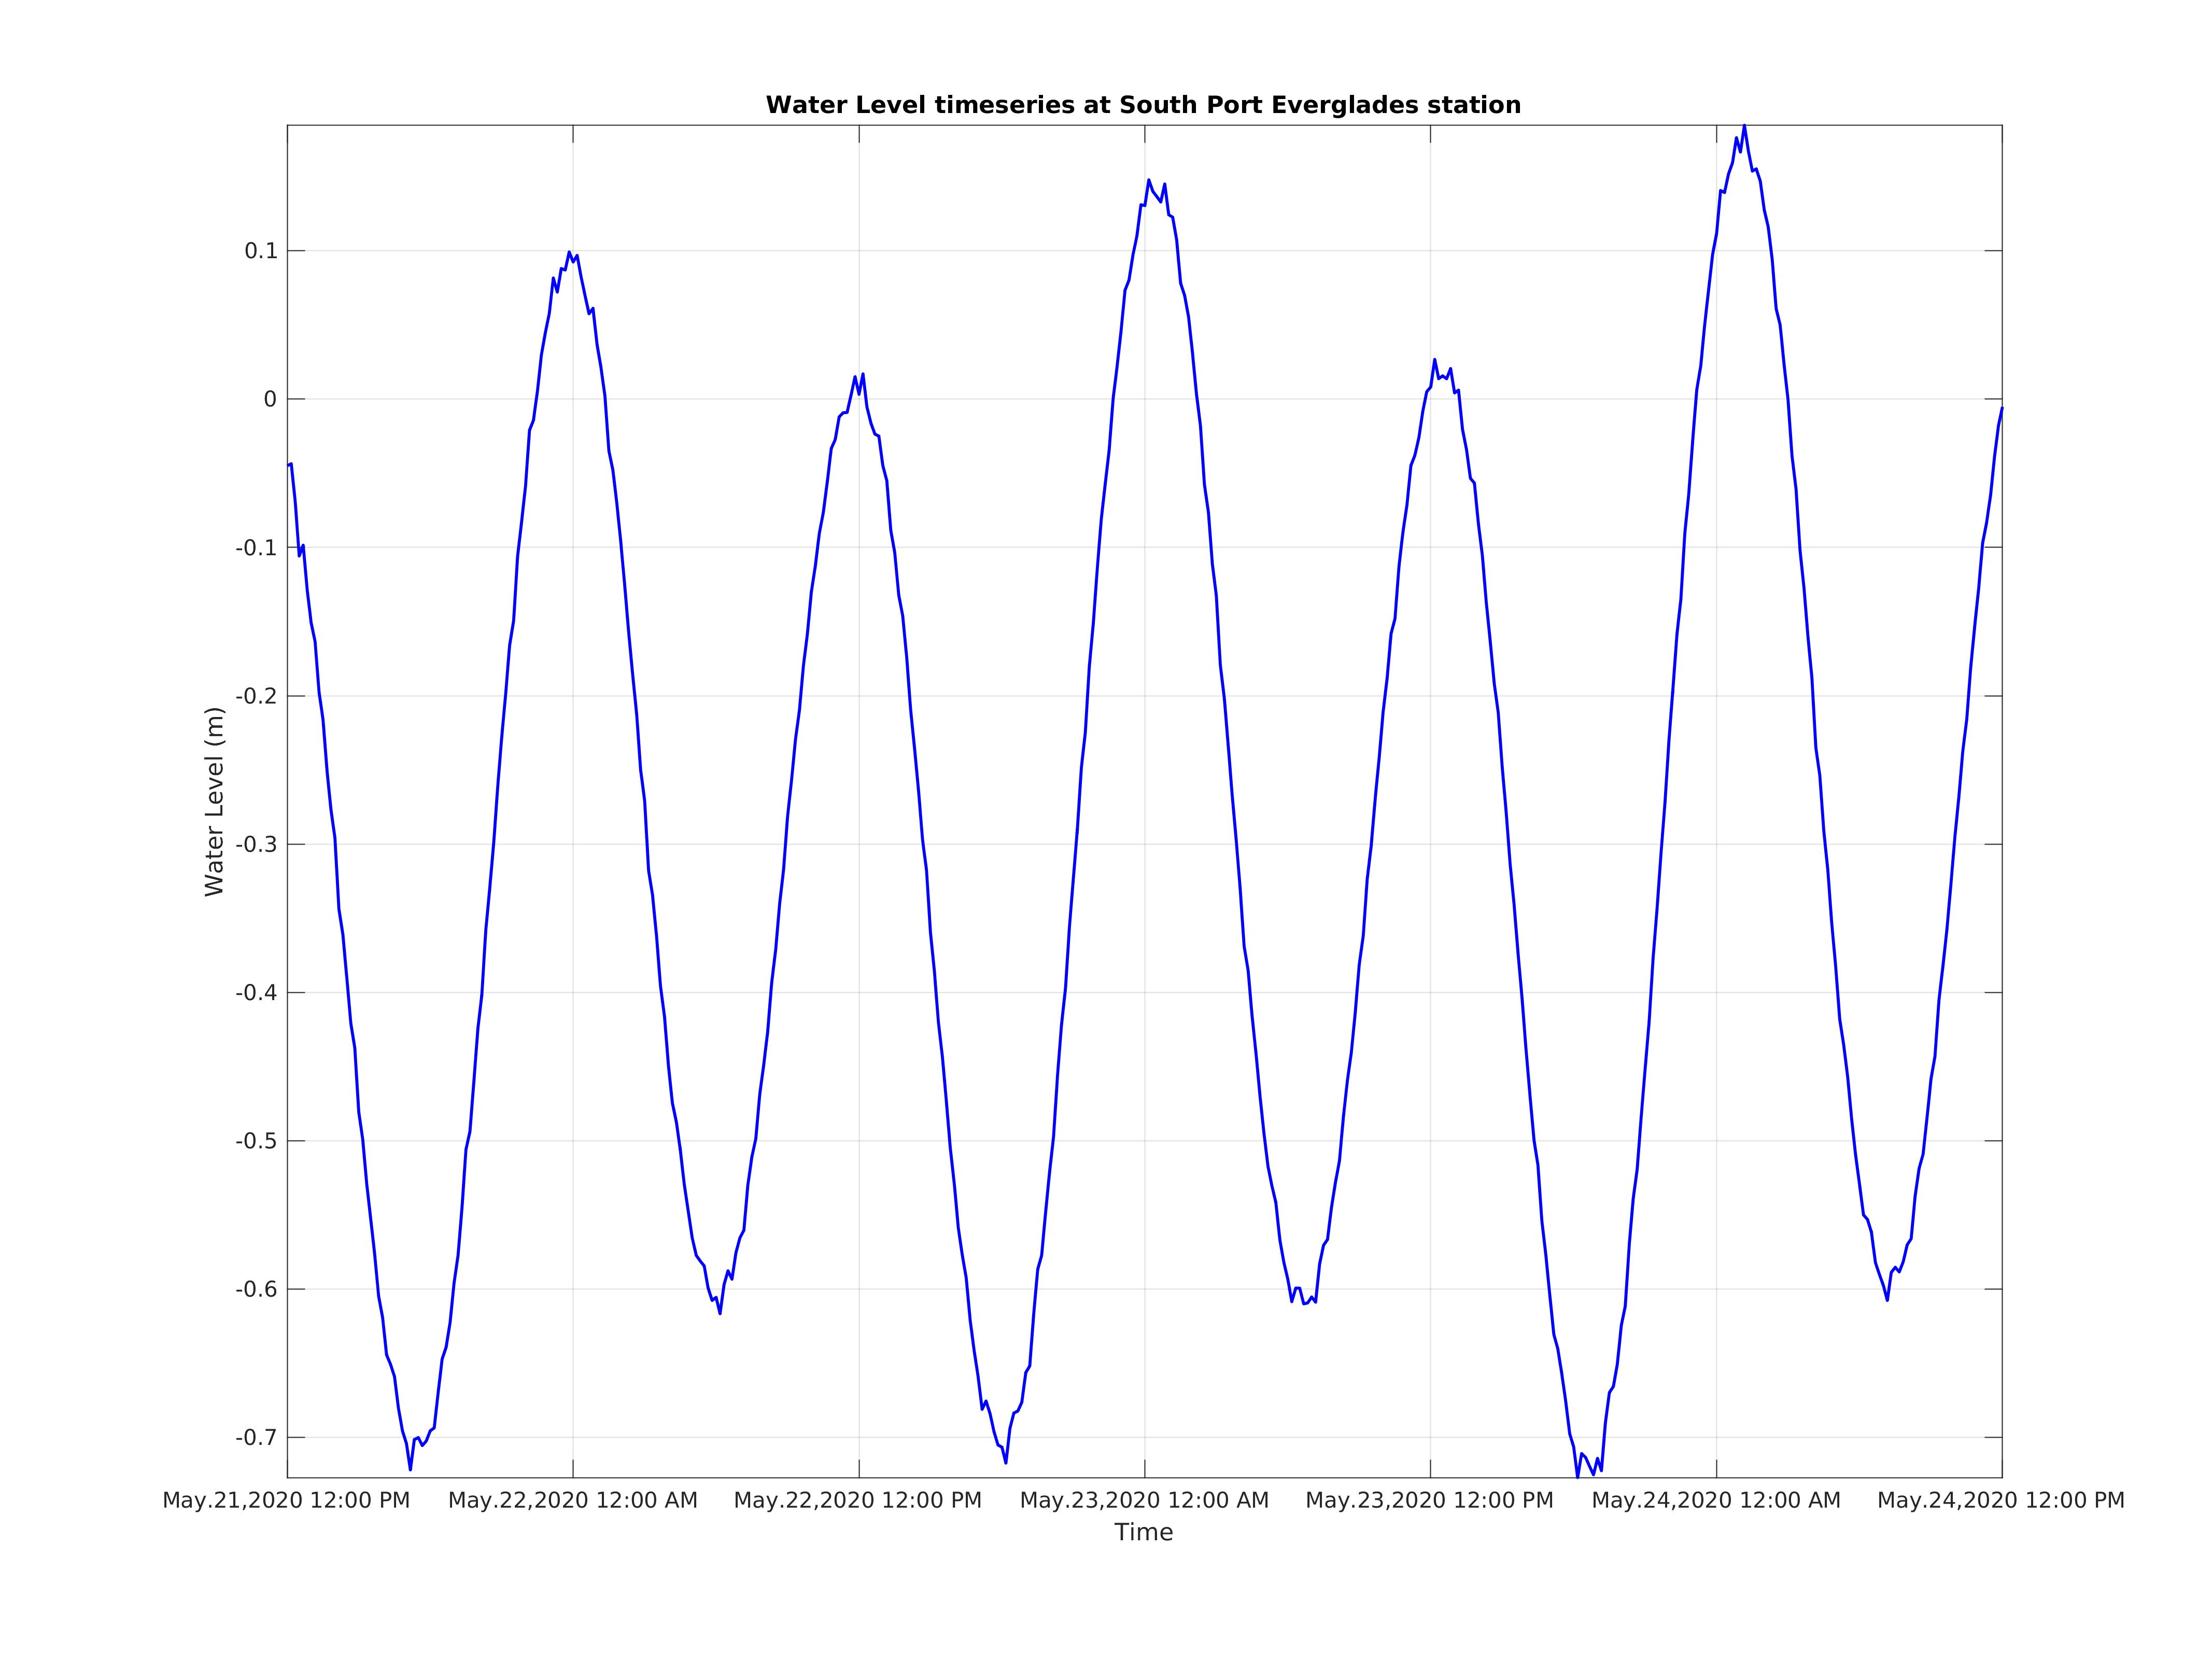 Water Level timeseries at South Port Everglades station
Water Level (m)
0.1
0
-0.1
-0.2
-0.3
-0.4
-0.5
-0.6
-0.7
May.21,2020 12:00 PM May.22,2020 12:00 AM May.22,2020 12:00 PM May.23,2020 12:00 AM May.23,2020 12:00 PM May.24,2020 12:00 AM May.24,2020 12:00 PM
Time